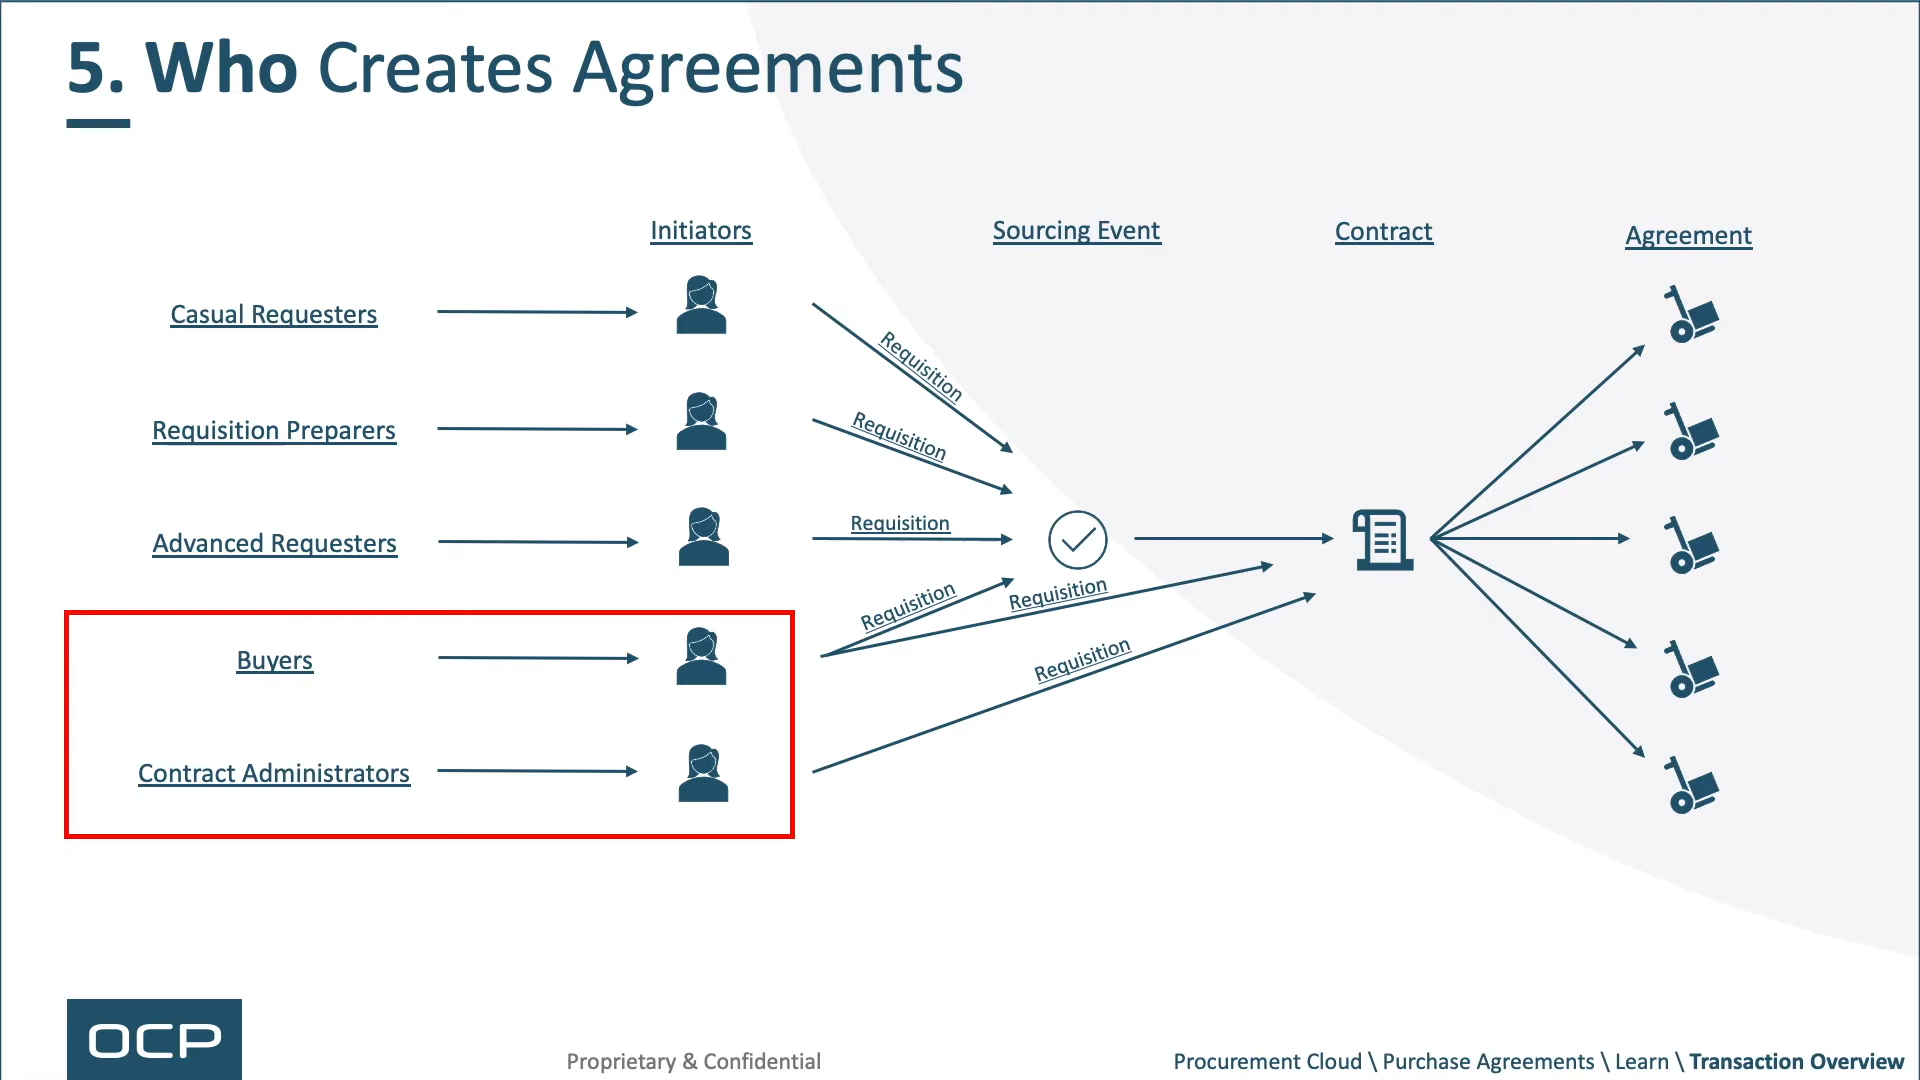 5. Who Creates Agreements
Initiators
Sourcing Event
Contract
Agreement
Casual Requesters
Requisition
Requisition Preparers
Requisition
Advanced Requesters
Requisition
Buyers
Requisition
Requisition
Contract Administrators
Requisition
OCP
Proprietary & Confidential
Procurement Cloud \ Purchase Agreements \ Learn \ Transaction Overview